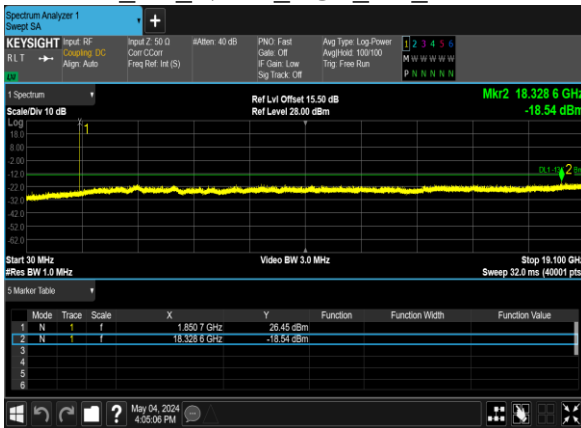 Spectrum Analyzer 1
Swept SA
KEYSIGHT
RLT
LV
Input: RF
Coupling: DC
Align: Auto
Input Z: 50 Ω
Corr CCorr
Freq Ref: Int (S)
#Atten: 40 dB
PNO: Fast
Gate: Off
IF Gain: Low
Sig Track: Off
Avg Type: Log-Power
Avg|Hold: 100/100
Trig: Free Run
1 2 3 4 5 6
M W W W W W
P N N N N N
1 Spectrum
Scale/Div 10 dB
Ref Lvl Offset 15.50 dB
Ref Level 28.00 dBm
Mkr2 18.328 6 GHz
-18.54 dBm
Log
18.0
8.00
-2.00
-12.0
-22.0
-32.0
-42.0
-52.0
-62.0
1
2
Start 30 MHz
#Res BW 1.0 MHz
Video BW 3.0 MHz
Stop 19.100 GHz
Sweep 32.0 ms (40001 pts
5 Marker Table
Mode Trace Scale X Y Function Function Width Function Value
1 N 1 f 1.850 7 GHz 26.45 dBm
2 N 1 f 18.328 6 GHz -18.54 dBm
3
4
5
6
May 04, 2024
4:05:06 PM